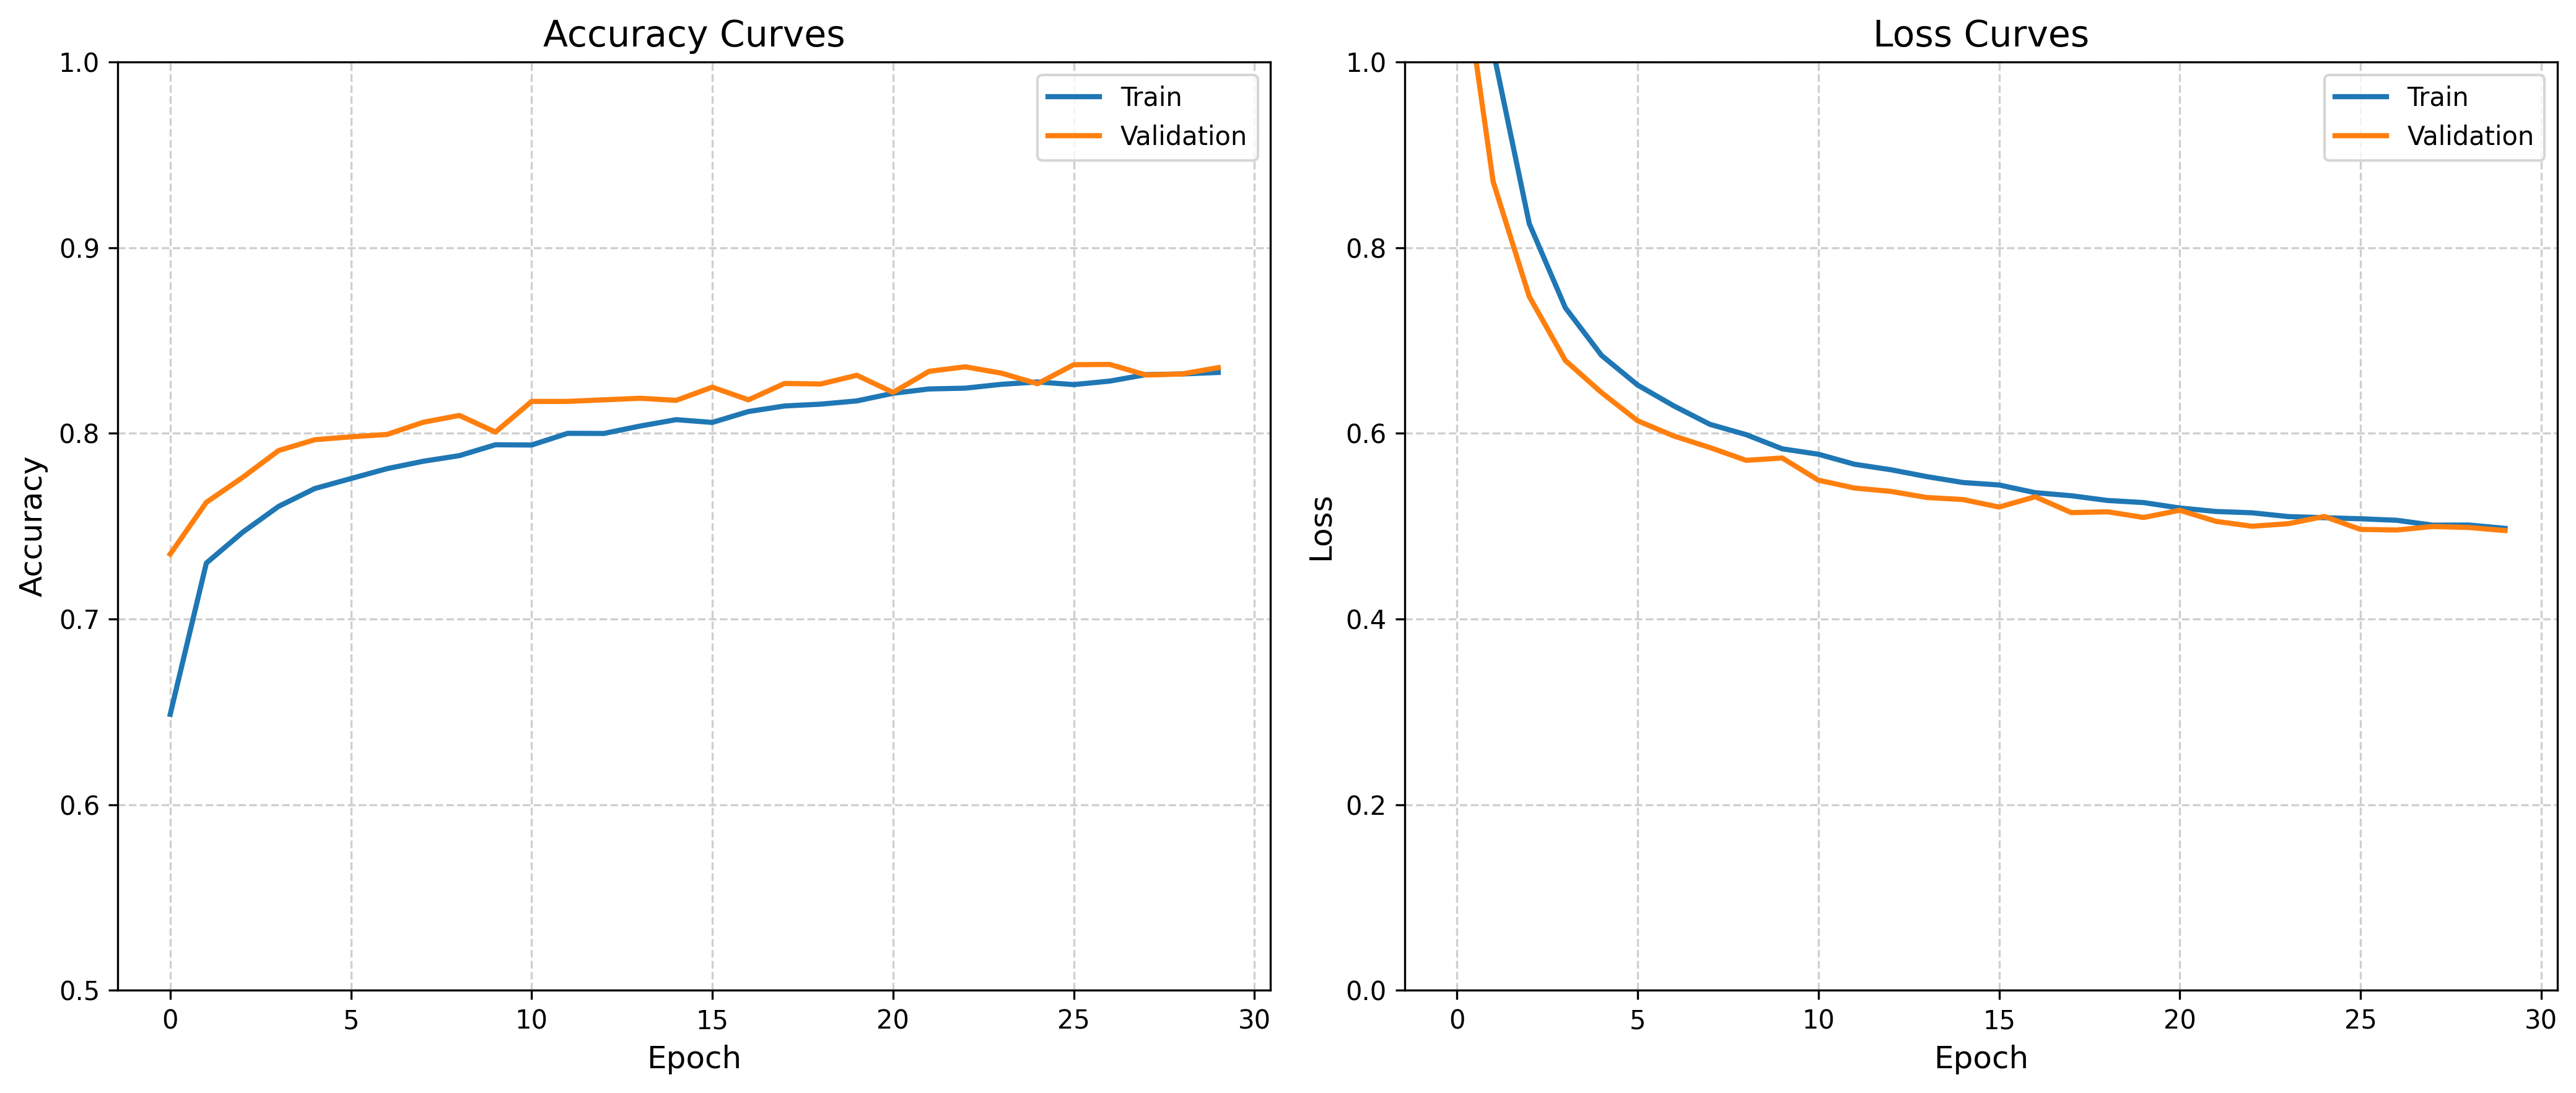 Accuracy Curves
1.0
0.9
0.8
0.7
0.6
0.5
Accuracy
0 5 10 15 20 25 30
Epoch
Train
Validation
Loss Curves
1.0
0.8
0.6
0.4
0.2
0.0
Loss
0 5 10 15 20 25 30
Epoch
Train
Validation